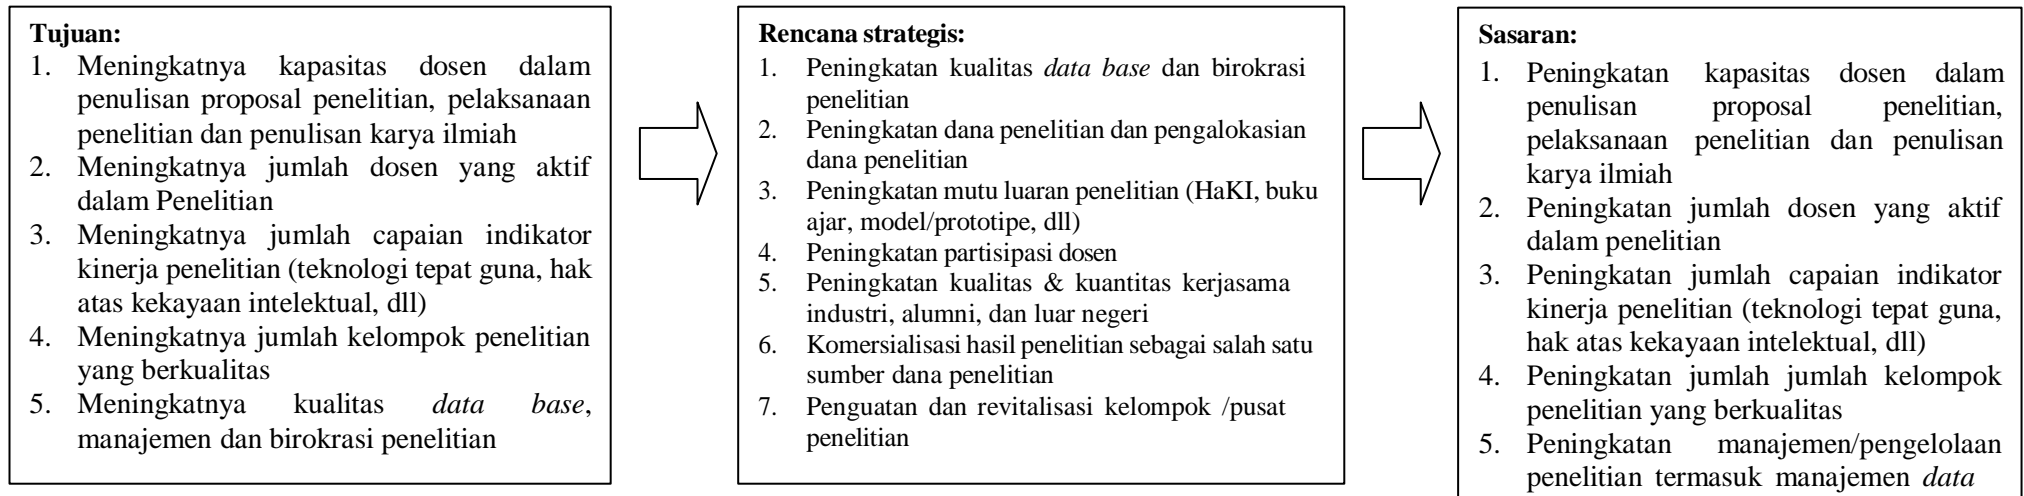 Tujuan:
1. Meningkatnya kapasitas dosen dalam
penulisan proposal penelitian, pelaksanaan
penelitian dan penulisan karya ilmiah
2. Meningkatnya jumlah dosen yang aktif
dalam Penelitian
3. Meningkatnya jumlah capaian indikator
kinerja penelitian (teknologi tepat guna, hak
atas kekayaan intelektual, dll)
4. Meningkatnya jumlah kelompok penelitian
yang berkualitas
5. Meningkatnya kualitas data base,
manajemen dan birokrasi penelitian
Rencana strategis:
1. Peningkatan kualitas data base dan birokrasi
penelitian
2. Peningkatan dana penelitian dan pengalokasian
dana penelitian
3. Peningkatan mutu luaran penelitian (HaKI, buku
ajar, model/prototipe, dll)
4. Peningkatan partisipasi dosen
5. Peningkatan kualitas & kuantitas kerjasama
industri, alumni, dan luar negeri
6. Komersialisasi hasil penelitian sebagai salah satu
sumber dana penelitian
7. Penguatan dan revitalisasi kelompok /pusat
penelitian
Sasaran:
1. Peningkatan kapasitas dosen dalam
penulisan proposal penelitian,
pelaksanaan penelitian dan penulisan
karya ilmiah
2. Peningkatan jumlah dosen yang aktif
dalam penelitian
3. Peningkatan jumlah capaian indikator
kinerja penelitian (teknologi tepat guna,
hak atas kekayaan intelektual, dll)
4. Peningkatan jumlah jumlah kelompok
penelitian yang berkualitas
5. Peningkatan manajemen/pengelolaan
penelitian termasuk manajemen data